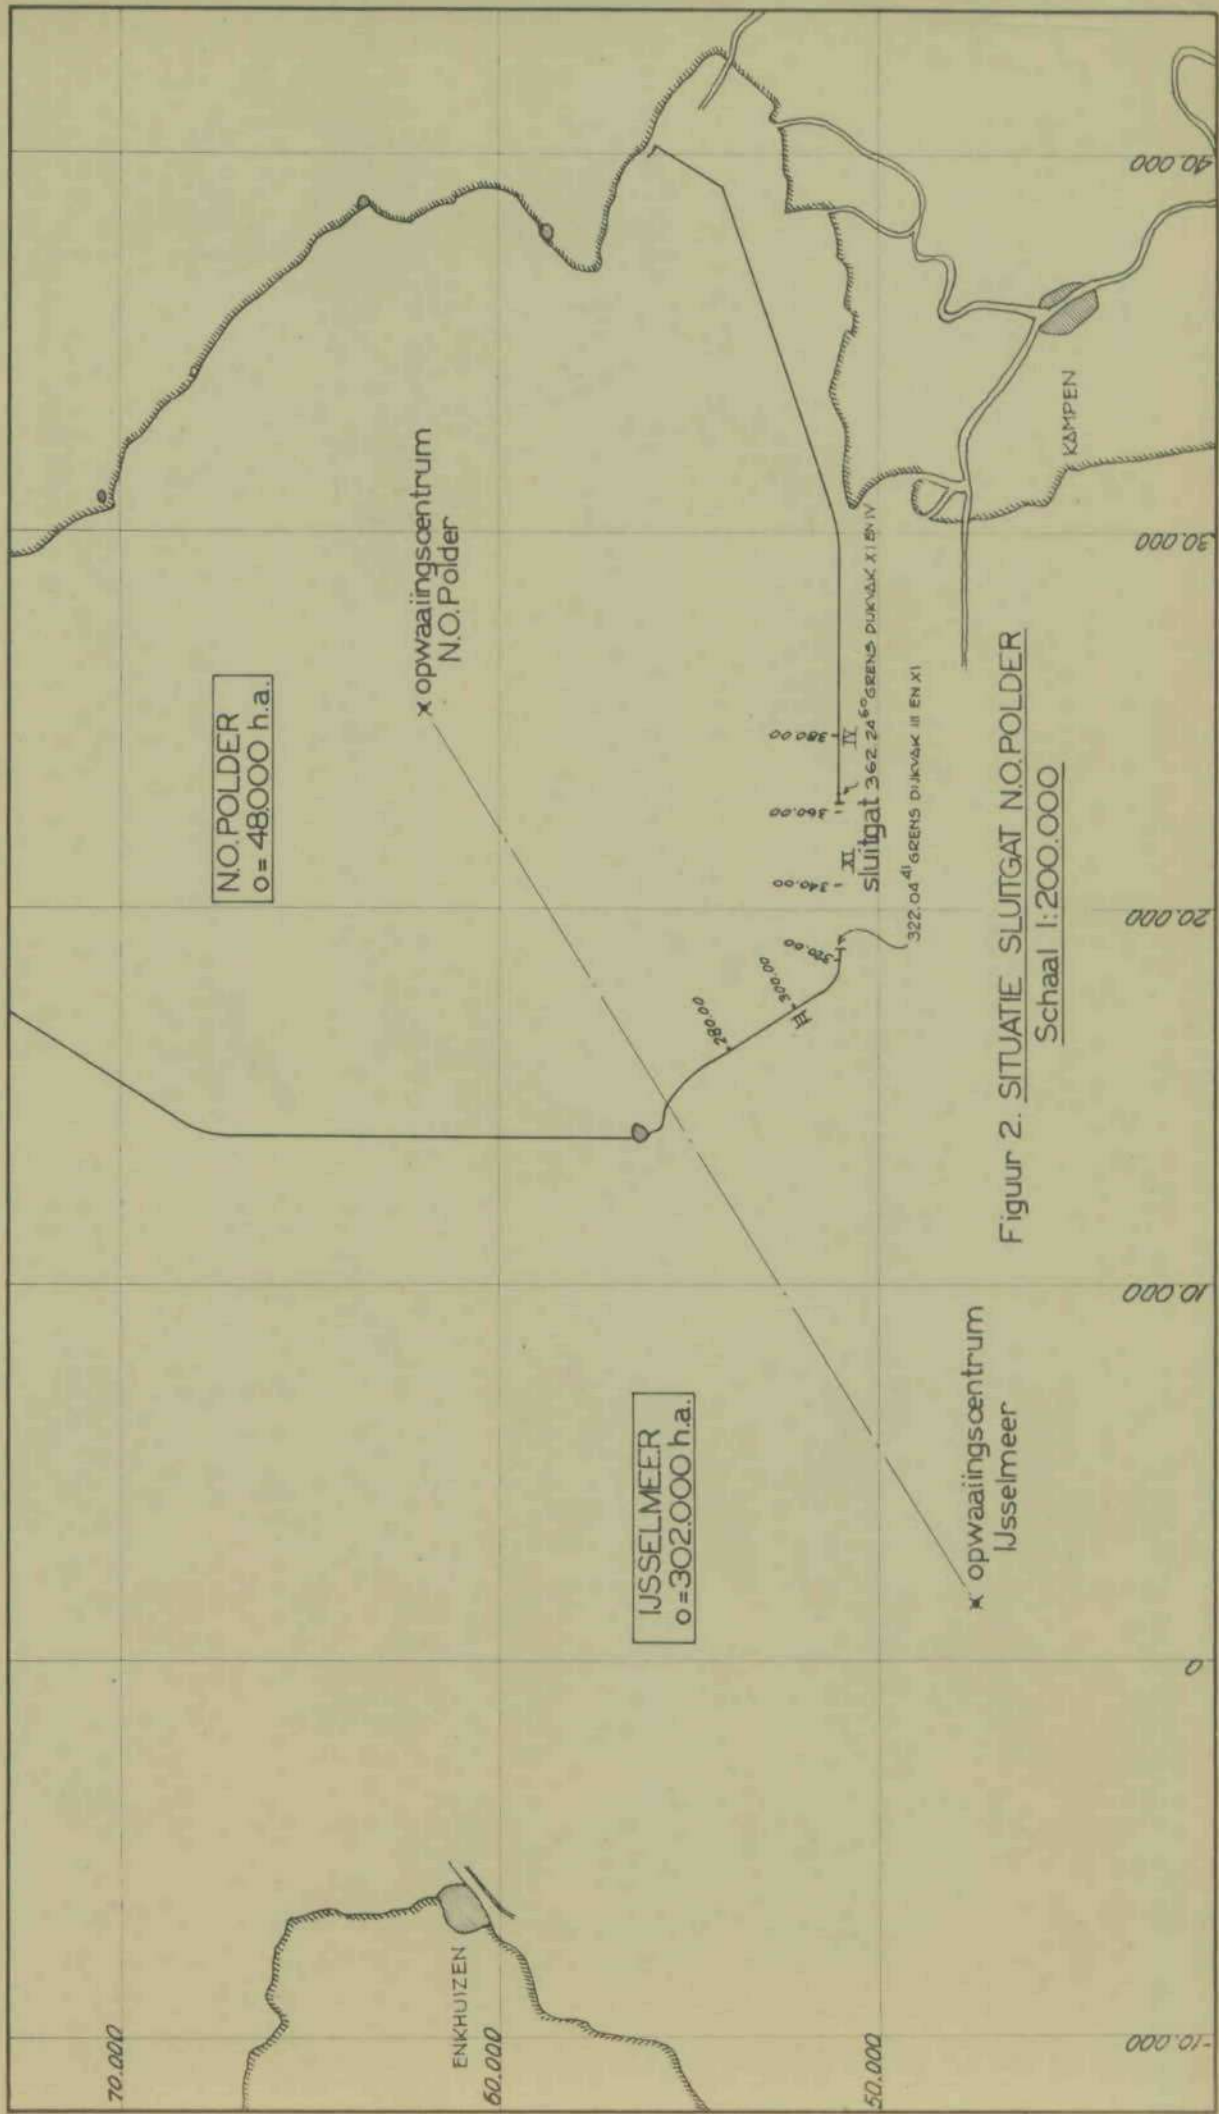 N.O.POLDER
O = 48000 h.a.
opwaaiingscentrum
N.O.Polder
IJSSELMEER
O=302.000 h.a.
opwaaiingscentrum
IJsselmeer
280.00
300.00
III
320.00
340.00
XI
360.00
380.00
IV
sluitgat 362.24⁶⁰ GRENS DIJKVAK XI EN IV
322.04⁴¹ GRENS DIJKVAK III EN XI
KAMPEN
ENKHUIZEN
70.000
60.000
50.000
-10.000
0
10.000
20.000
30.000
40.000
Figuur 2. SITUATIE SLUITGAT N.O.POLDER
Schaal 1:200.000